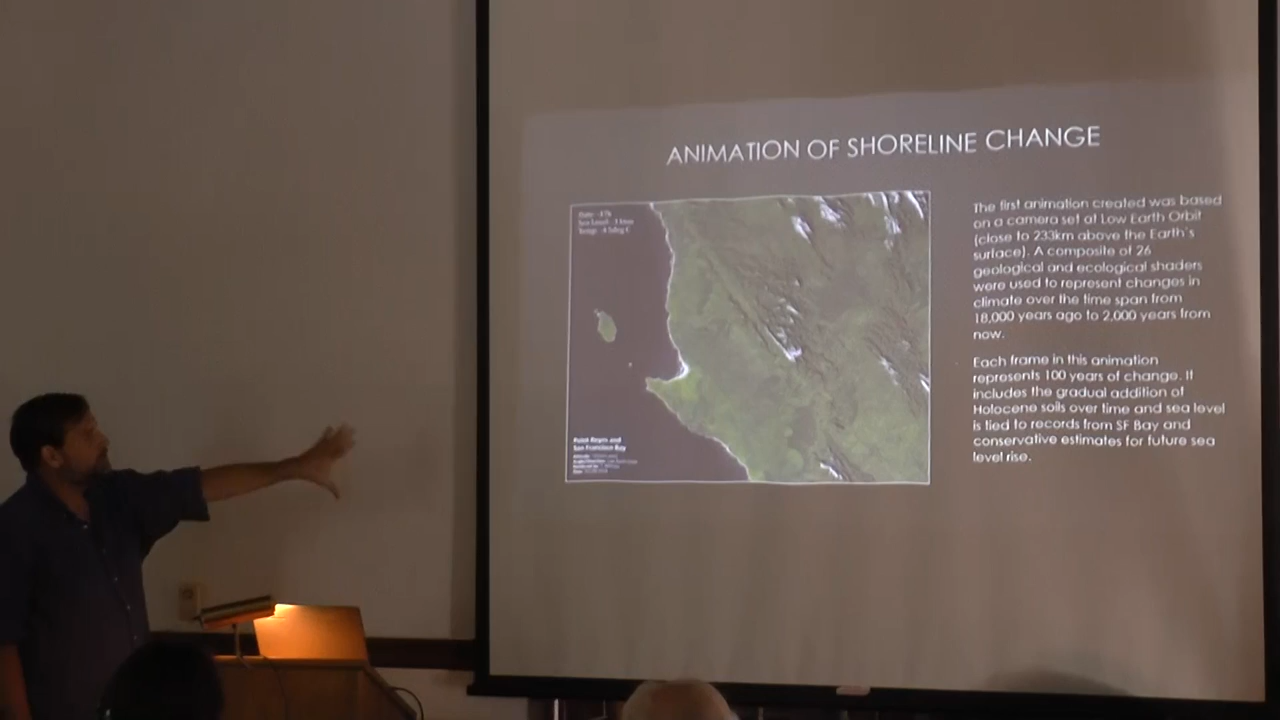 ANIMATION OF SHORELINE CHANGE
The first animation created was based
on a camera set at Low Earth Orbit
(close to 233km above the Earth's
surface). A composite of 26
geological and ecological shaders
were used to represent changes in
climate over the time span from
18,000 years ago to 2,000 years from
now.
Each frame in this animation
represents 100 years of change. It
includes the gradual addition of
Holocene soils over time and sea level
is tied to records from SF Bay and
conservative estimates for future sea
level rise.
Point Reyes and
San Francisco Bay